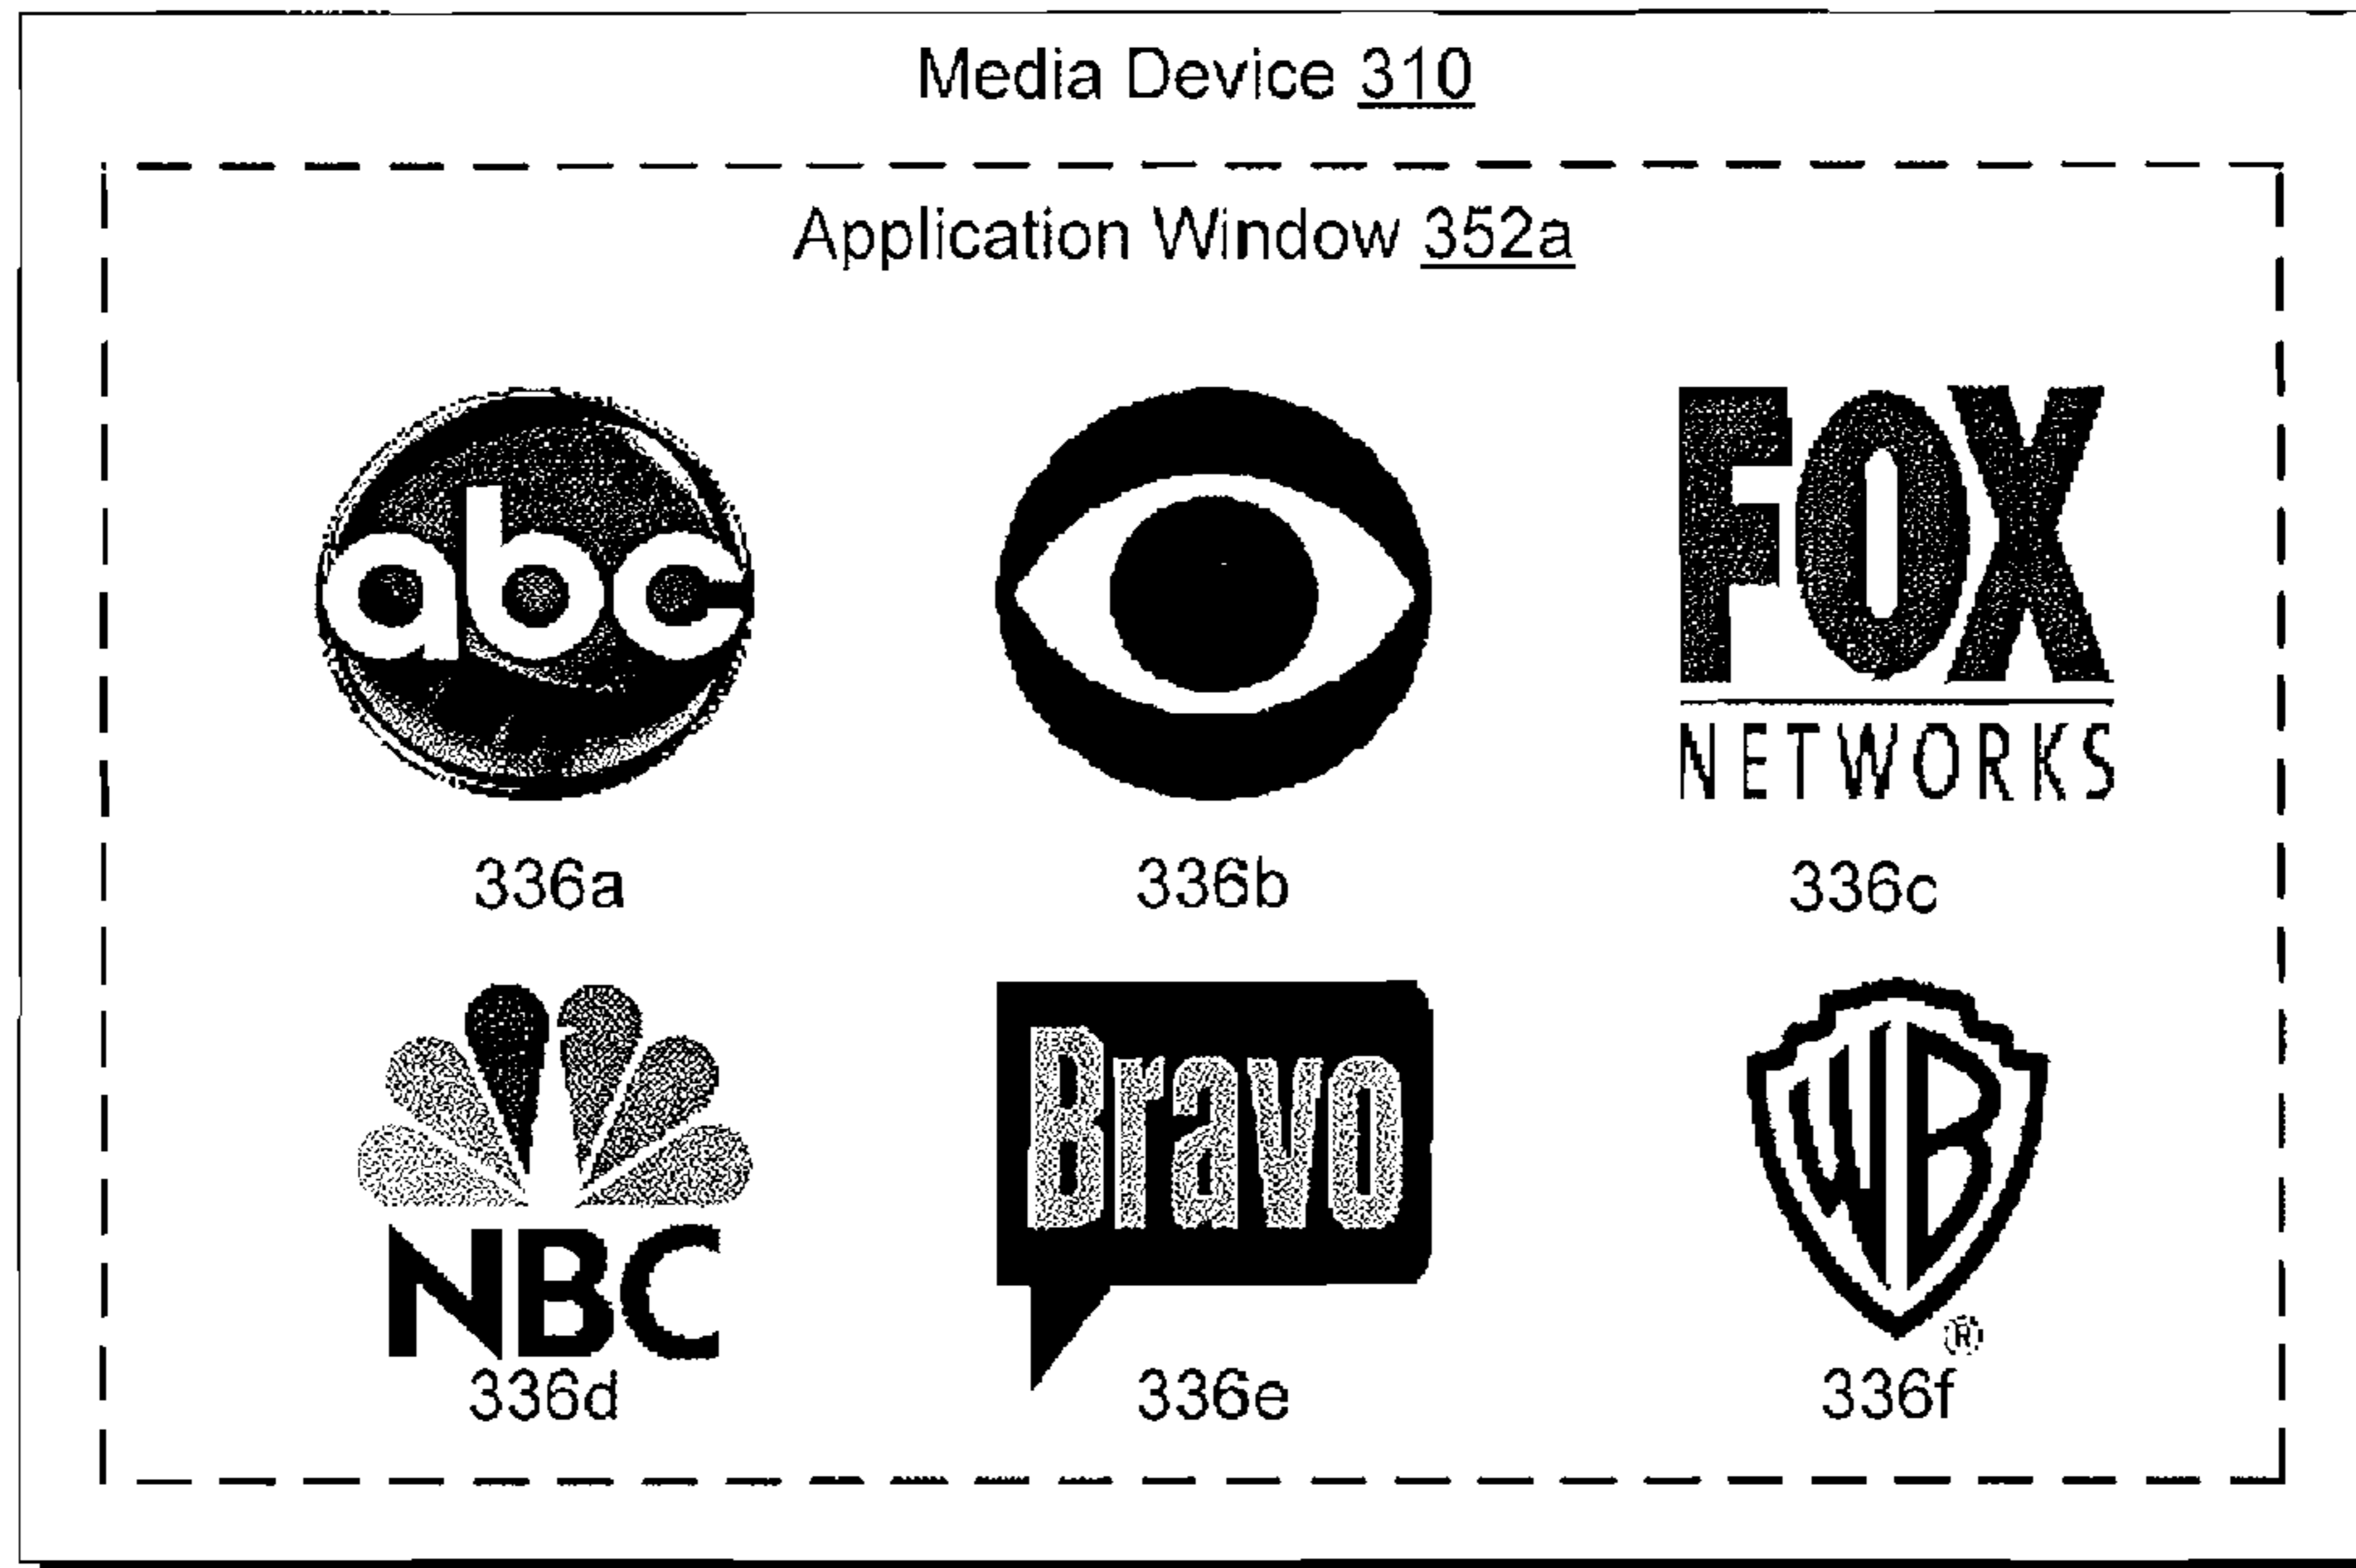 Media Device 310
Application Window 352a
abc
FOX
NETWORKS
336a 336b 336c
NBC
Bravo
WB
®
336d 336e 336f